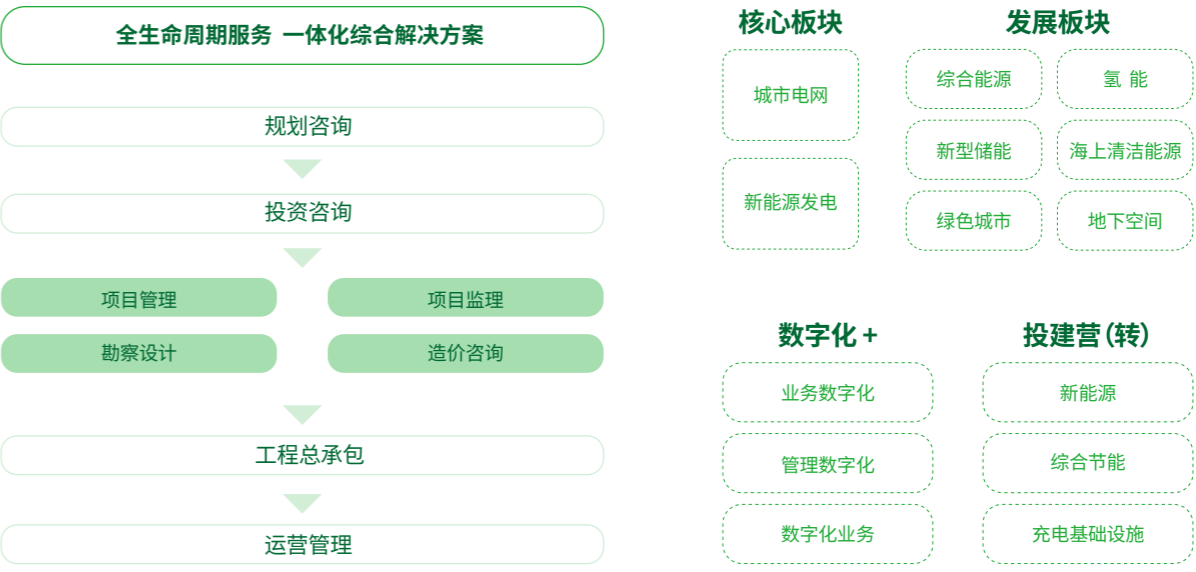 全生命周期服务 一体化综合解决方案
规划咨询
投资咨询
项目管理
项目监理
勘察设计
造价咨询
工程总承包
运营管理
核心板块
城市电网
新能源发电
发展板块
综合能源
氢 能
新型储能
海上清洁能源
绿色城市
地下空间
数字化 +
业务数字化
管理数字化
数字化业务
投建营（转）
新能源
综合节能
充电基础设施